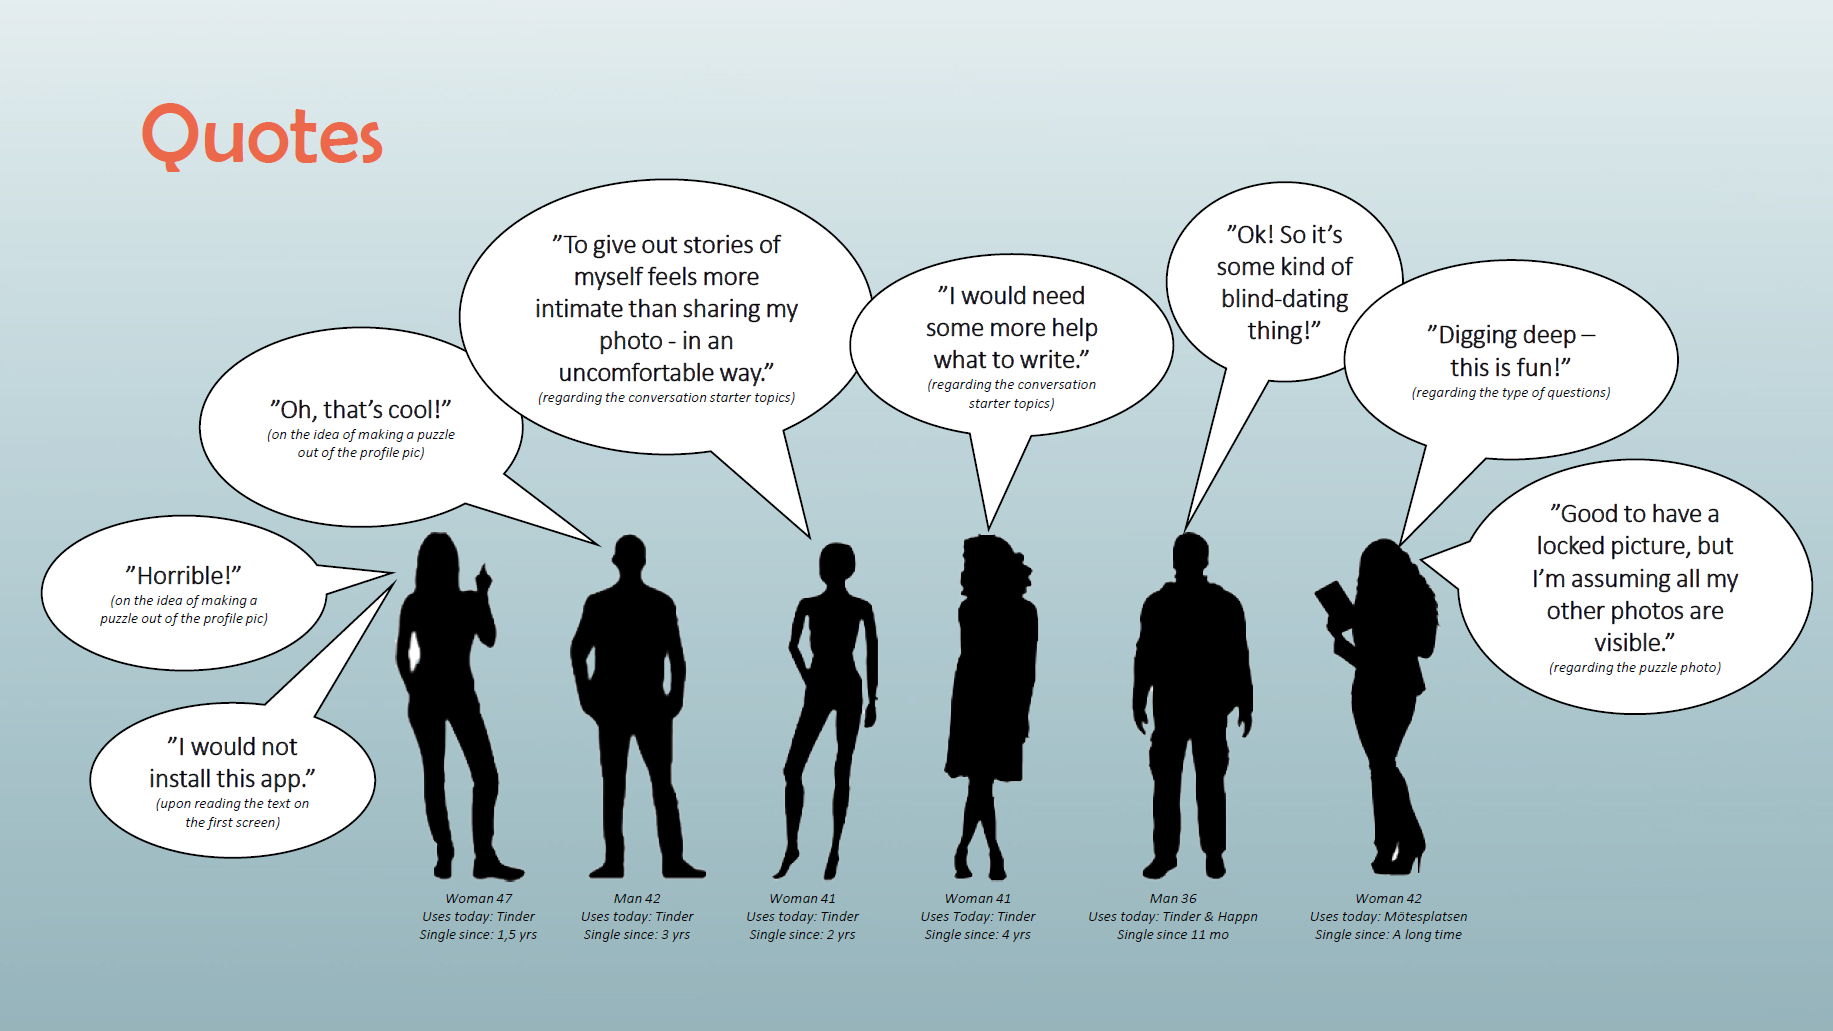 Quotes
”Horrible!”
(on the idea of making a
puzzle out of the profile pic)
”I would not
install this app.”
(upon reading the text on
the first screen)
”Oh, that’s cool!”
(on the idea of making a puzzle
out of the profile pic)
”To give out stories of
myself feels more
intimate than sharing my
photo - in an
uncomfortable way.”
(regarding the conversation starter topics)
”I would need
some more help
what to write.”
(regarding the conversation
starter topics)
”Ok! So it’s
some kind of
blind-dating
thing!”
”Digging deep –
this is fun!”
(regarding the type of questions)
”Good to have a
locked picture, but
I’m assuming all my
other photos are
visible.”
(regarding the puzzle photo)
Woman 47
Uses today: Tinder
Single since: 1,5 yrs
Man 42
Uses today: Tinder
Single since: 3 yrs
Woman 41
Uses today: Tinder
Single since: 2 yrs
Woman 41
Uses Today: Tinder
Single since: 4 yrs
Man 36
Uses today: Tinder & Happn
Single since 11 mo
Woman 42
Uses today: Mötesplatsen
Single since: A long time